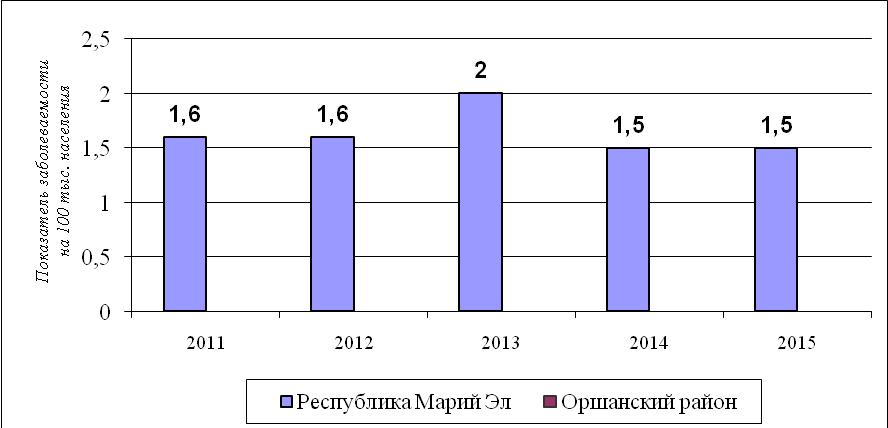 Показатель заболеваемости
на 100 тыс. населения
2,5
2
1,5
1
0,5
0
1,6
1,6
2
1,5
1,5
2011 2012 2013 2014 2015
Республика Марий Эл Оршанский район